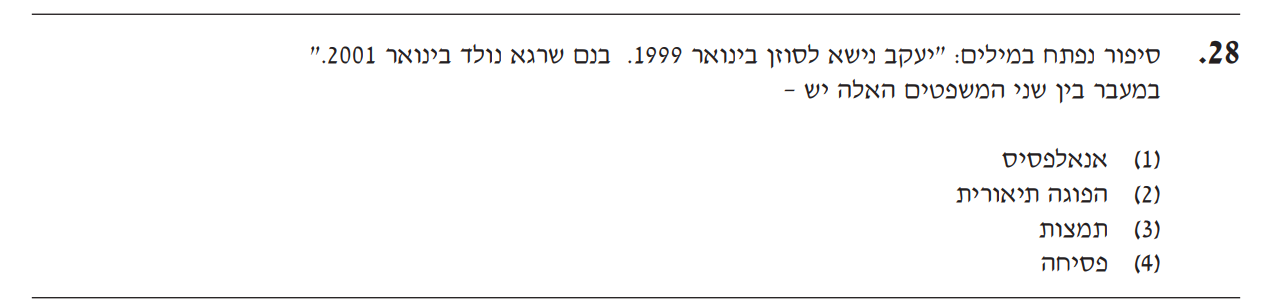 28. סיפור נפתח במילים: "יעקב נישא לסוזן בינואר 1999. בנם שרגא נולד בינואר 2001."
במעבר בין שני המשפטים האלה יש –
(1) אנאלפסיס
(2) הפוגה תיאורית
(3) תמצות
(4) פסיחה